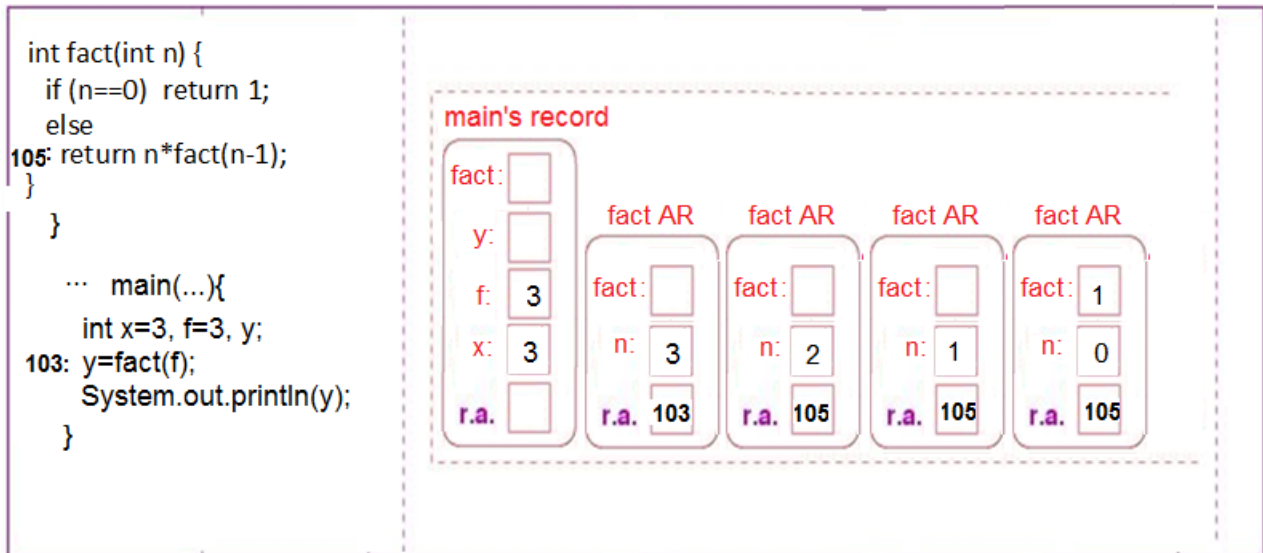 int fact(int n) {
if (n==0) return 1;
else
105: return n*fact(n-1);
}
}
... main(...){
int x=3, f=3, y;
103: y=fact(f);
System.out.println(y);
}
main's record
fact:
y:
f: 3
x: 3
r.a.
fact AR
fact:
n: 3
r.a. 103
fact AR
fact:
n: 2
r.a. 105
fact AR
fact:
n: 1
r.a. 105
fact AR
fact: 1
n: 0
r.a. 105